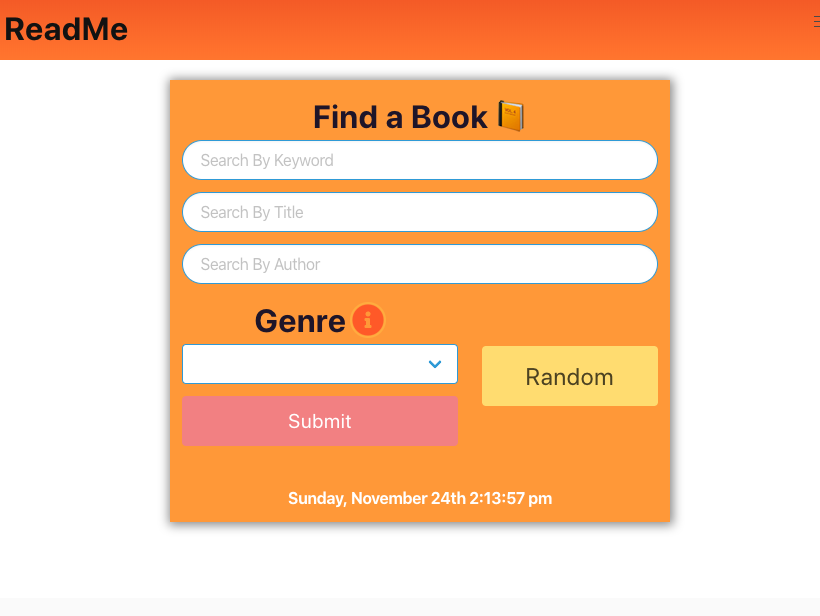 ReadMe
Find a Book
Search By Keyword
Search By Title
Search By Author
Genre
Random
Submit
Sunday, November 24th 2:13:57 pm